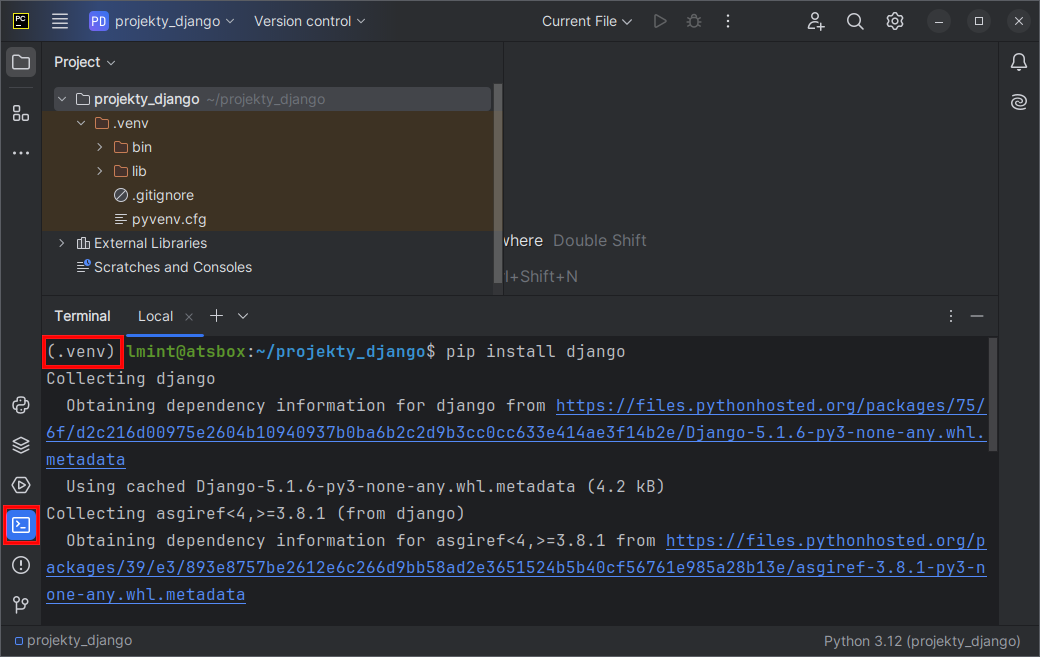 PC
PD projekty_django Version control Current File
Project
projekty_django ~/projekty_django
.venv
bin
lib
.gitignore
pyvenv.cfg
External Libraries
Scratches and Consoles
where Double Shift
l+Shift+N
Terminal Local
(.venv) lmint@atsbox:~/projekty_django$ pip install django
Collecting django
Obtaining dependency information for django from https://files.pythonhosted.org/packages/75/
6f/d2c216d00975e2604b10940937b0ba6b2c2d9b3cc0cc633e414ae3f14b2e/Django-5.1.6-py3-none-any.whl.
metadata
Using cached Django-5.1.6-py3-none-any.whl.metadata (4.2 kB)
Collecting asgiref<4,>=3.8.1 (from django)
Obtaining dependency information for asgiref<4,>=3.8.1 from https://files.pythonhosted.org/p
ackages/39/e3/893e8757be2612e6c266d9bb58ad2e3651524b5b40cf56761e985a28b13e/asgiref-3.8.1-py3-n
one-any.whl.metadata
projekty_django Python 3.12 (projekty_django)